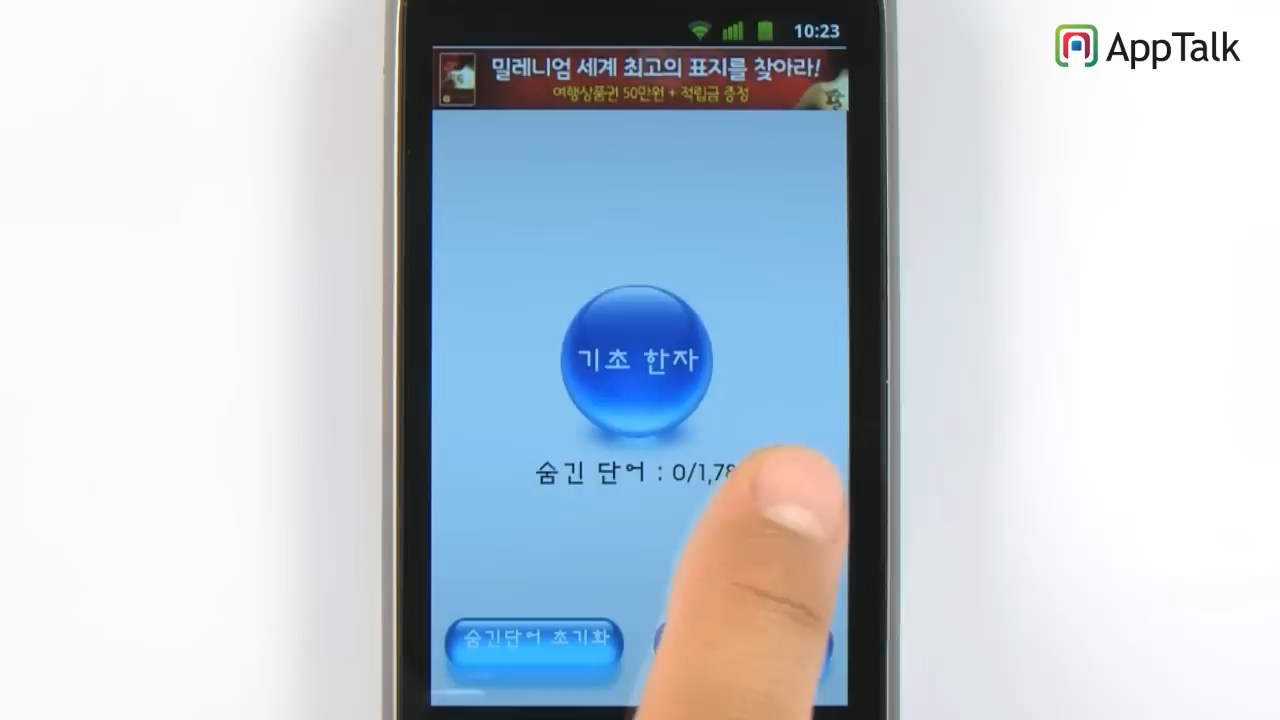 10:23
AppTalk
밀레니엄 세계 최고의 표지를 찾아라!
여행상품권 50만원 + 적립금 증정
기초 한자
숨긴 단어 : 0/1,78
숨긴단어 초기화